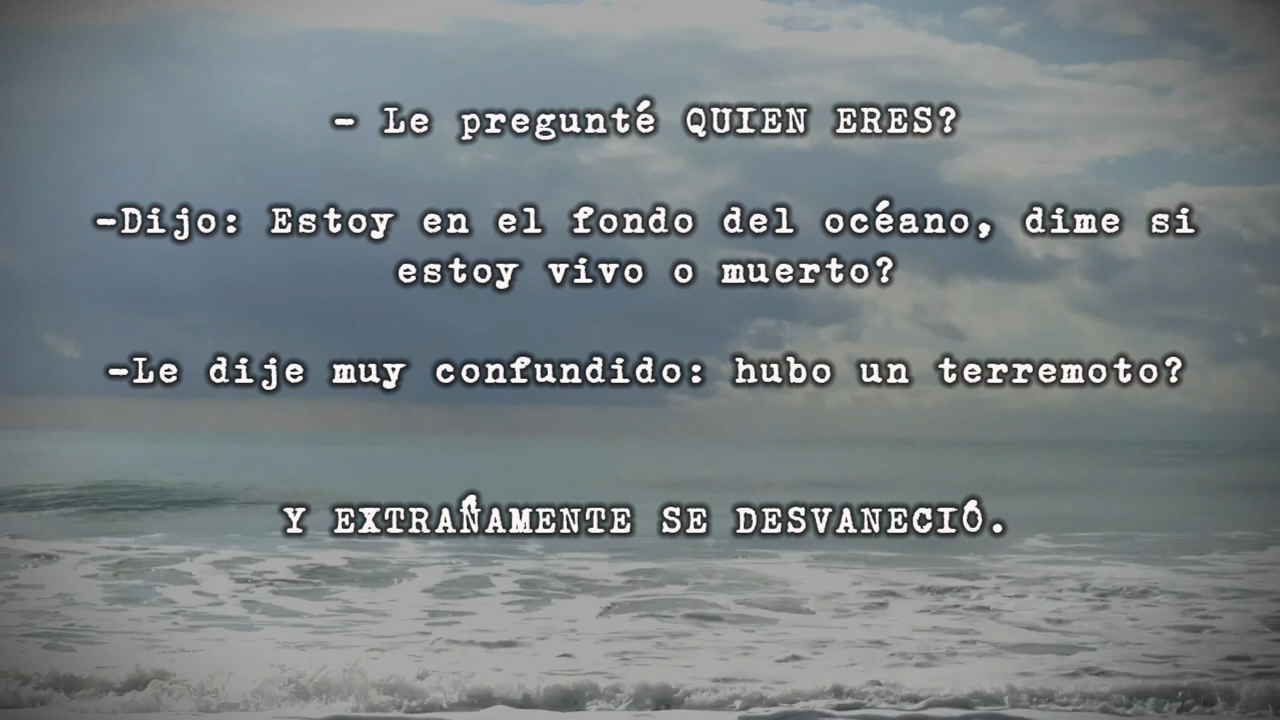 - Le pregunté QUIEN ERES?
-Dijo: Estoy en el fondo del océano, dime si
estoy vivo o muerto?
-Le dije muy confundido: hubo un terremoto?
Y EXTRAÑAMENTE SE DESVANECIÓ.